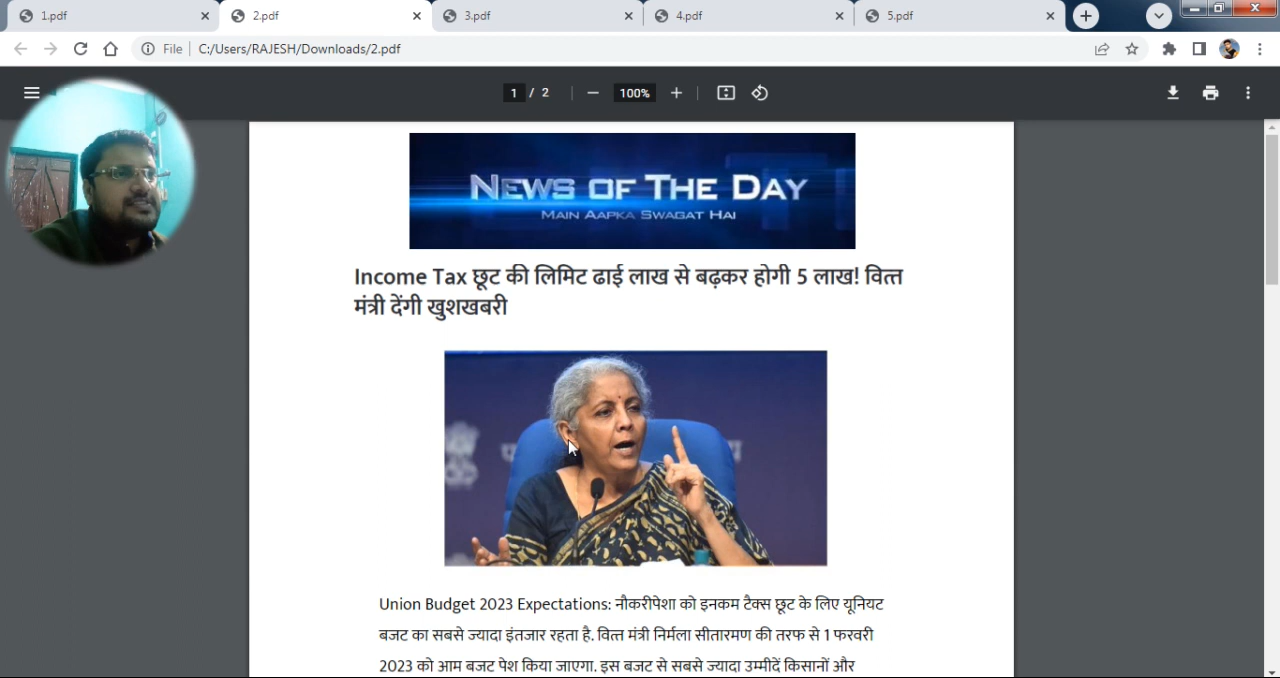 1.pdf
2.pdf
3.pdf
4.pdf
5.pdf
File
C:/Users/RAJESH/Downloads/2.pdf
1 / 2
100%
NEWS OF THE DAY
MAIN AAPKA SWAGAT HAI
Income Tax छूट की लिमिट ढाई लाख से बढ़कर होगी 5 लाख! वित्त
मंत्री देंगी खुशखबरी
Union Budget 2023 Expectations: नौकरीपेशा को इनकम टैक्स छूट के लिए यूनियट
बजट का सबसे ज्यादा इंतजार रहता है. वित्त मंत्री निर्मला सीतारमण की तरफ से 1 फरवरी
2023 को आम बजट पेश किया जाएगा. इस बजट से सबसे ज्यादा उम्मीदें किसानों और